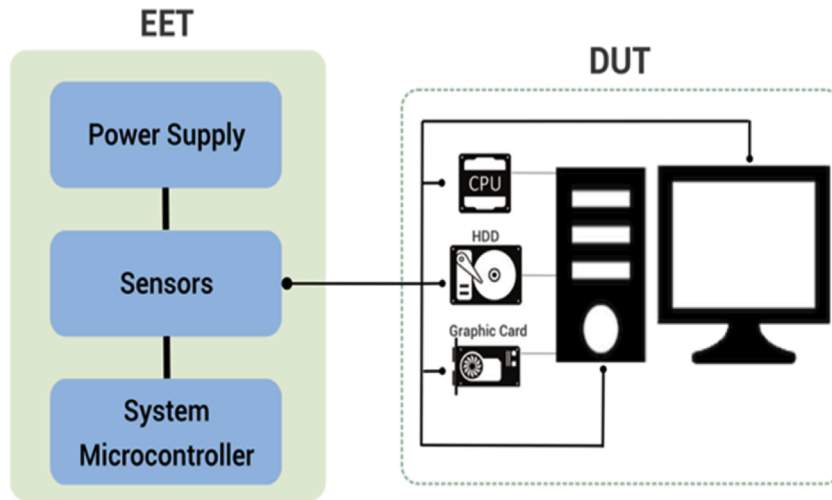 EET
Power Supply
Sensors
System
Microcontroller
DUT
CPU
HDD
Graphic Card